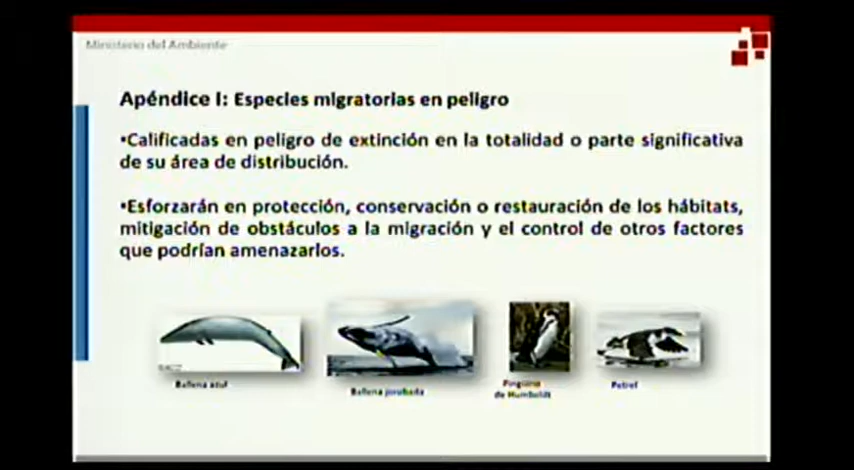 Ministerio del Ambiente
Apéndice I: Especies migratorias en peligro
•Calificadas en peligro de extinción en la totalidad o parte significativa
de su área de distribución.
•Esforzarán en protección, conservación o restauración de los hábitats,
mitigación de obstáculos a la migración y el control de otros factores
que podrían amenazarlos.
Ballena azul
Ballena jorobada
Pingüino
de Humboldt
Petrel